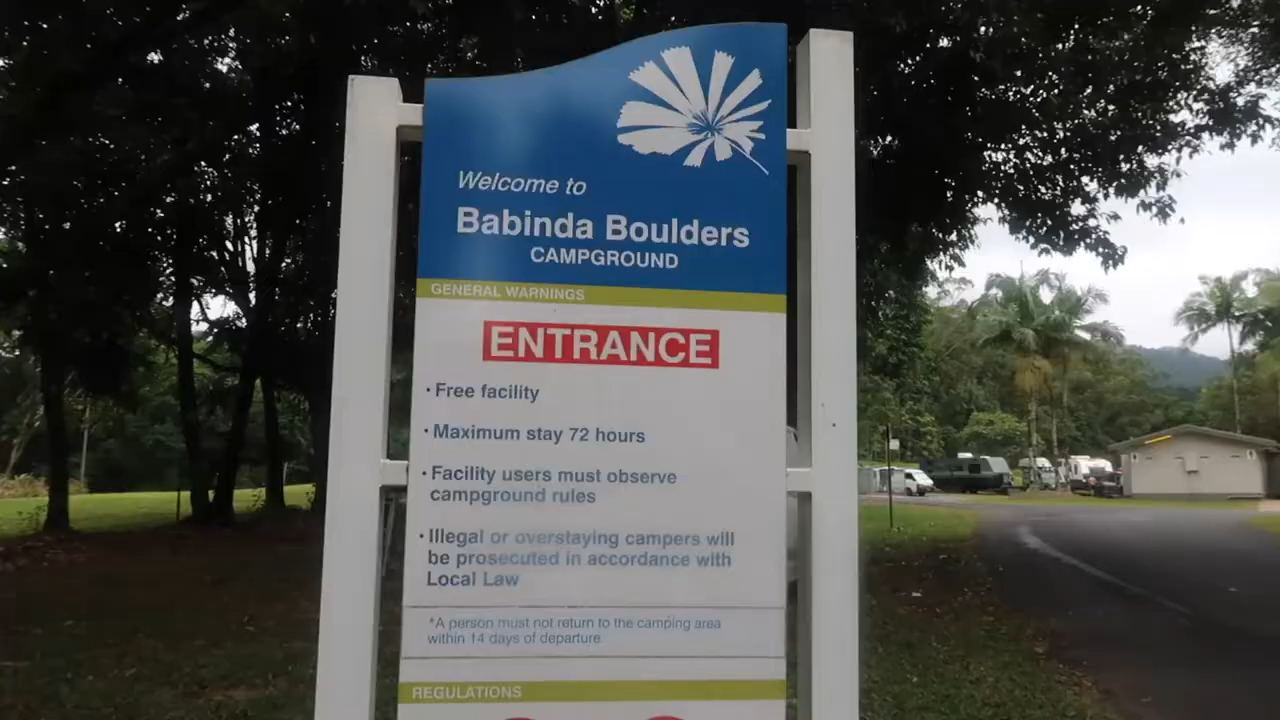 Welcome to
Babinda Boulders
CAMPGROUND
GENERAL WARNINGS
ENTRANCE
• Free facility
• Maximum stay 72 hours
• Facility users must observe
campground rules
• Illegal or overstaying campers will
be prosecuted in accordance with
Local Law
*A person must not return to the camping area
within 14 days of departure.
REGULATIONS